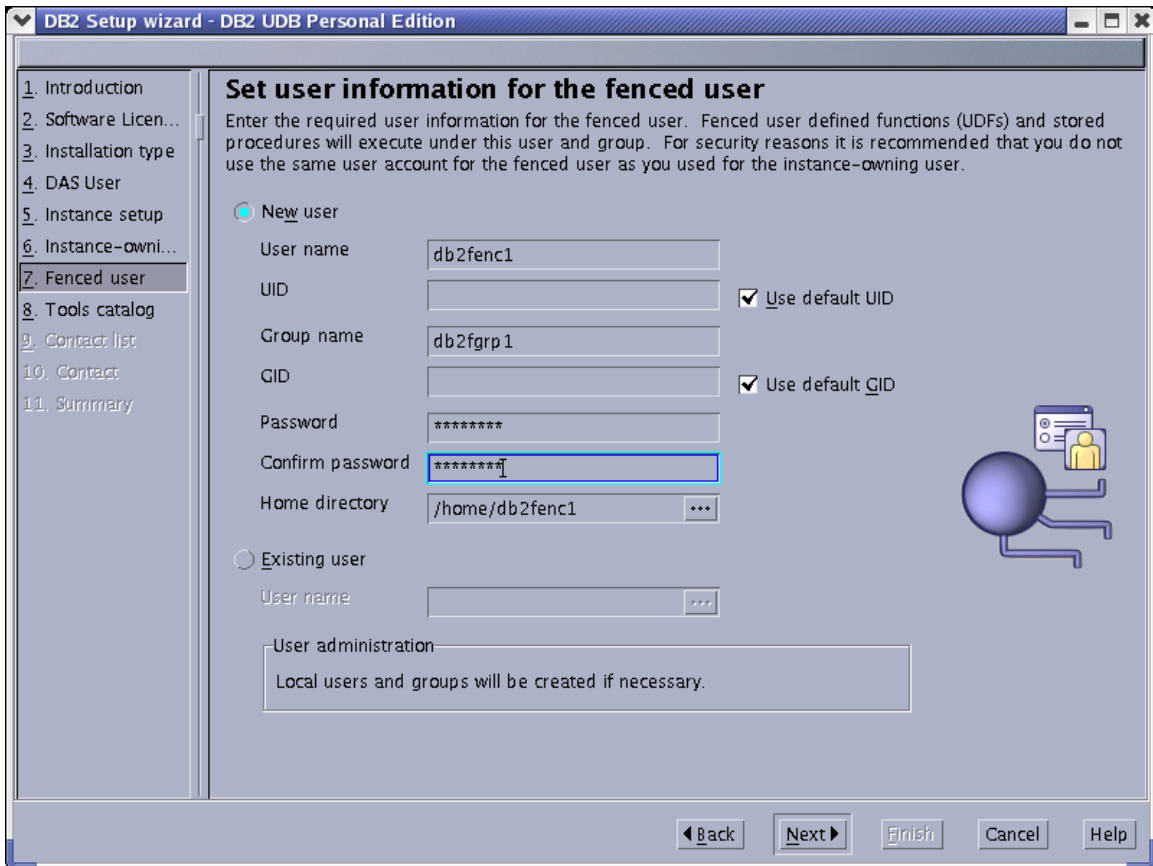 DB2 Setup wizard - DB2 UDB Personal Edition
1. Introduction
2. Software Licen...
3. Installation type
4. DAS User
5. Instance setup
6. Instance-owni...
7. Fenced user
8. Tools catalog
9. Contact list
10. Contact
11. Summary
Set user information for the fenced user
Enter the required user information for the fenced user. Fenced user defined functions (UDFs) and stored
procedures will execute under this user and group. For security reasons it is recommended that you do not
use the same user account for the fenced user as you used for the instance-owning user.
New user
User name db2fenc1
UID Use default UID
Group name db2fgrp1
GID Use default GID
Password ********
Confirm password ********
Home directory /home/db2fenc1 ...
Existing user
User name ...
User administration
Local users and groups will be created if necessary.
Back Next Finish Cancel Help